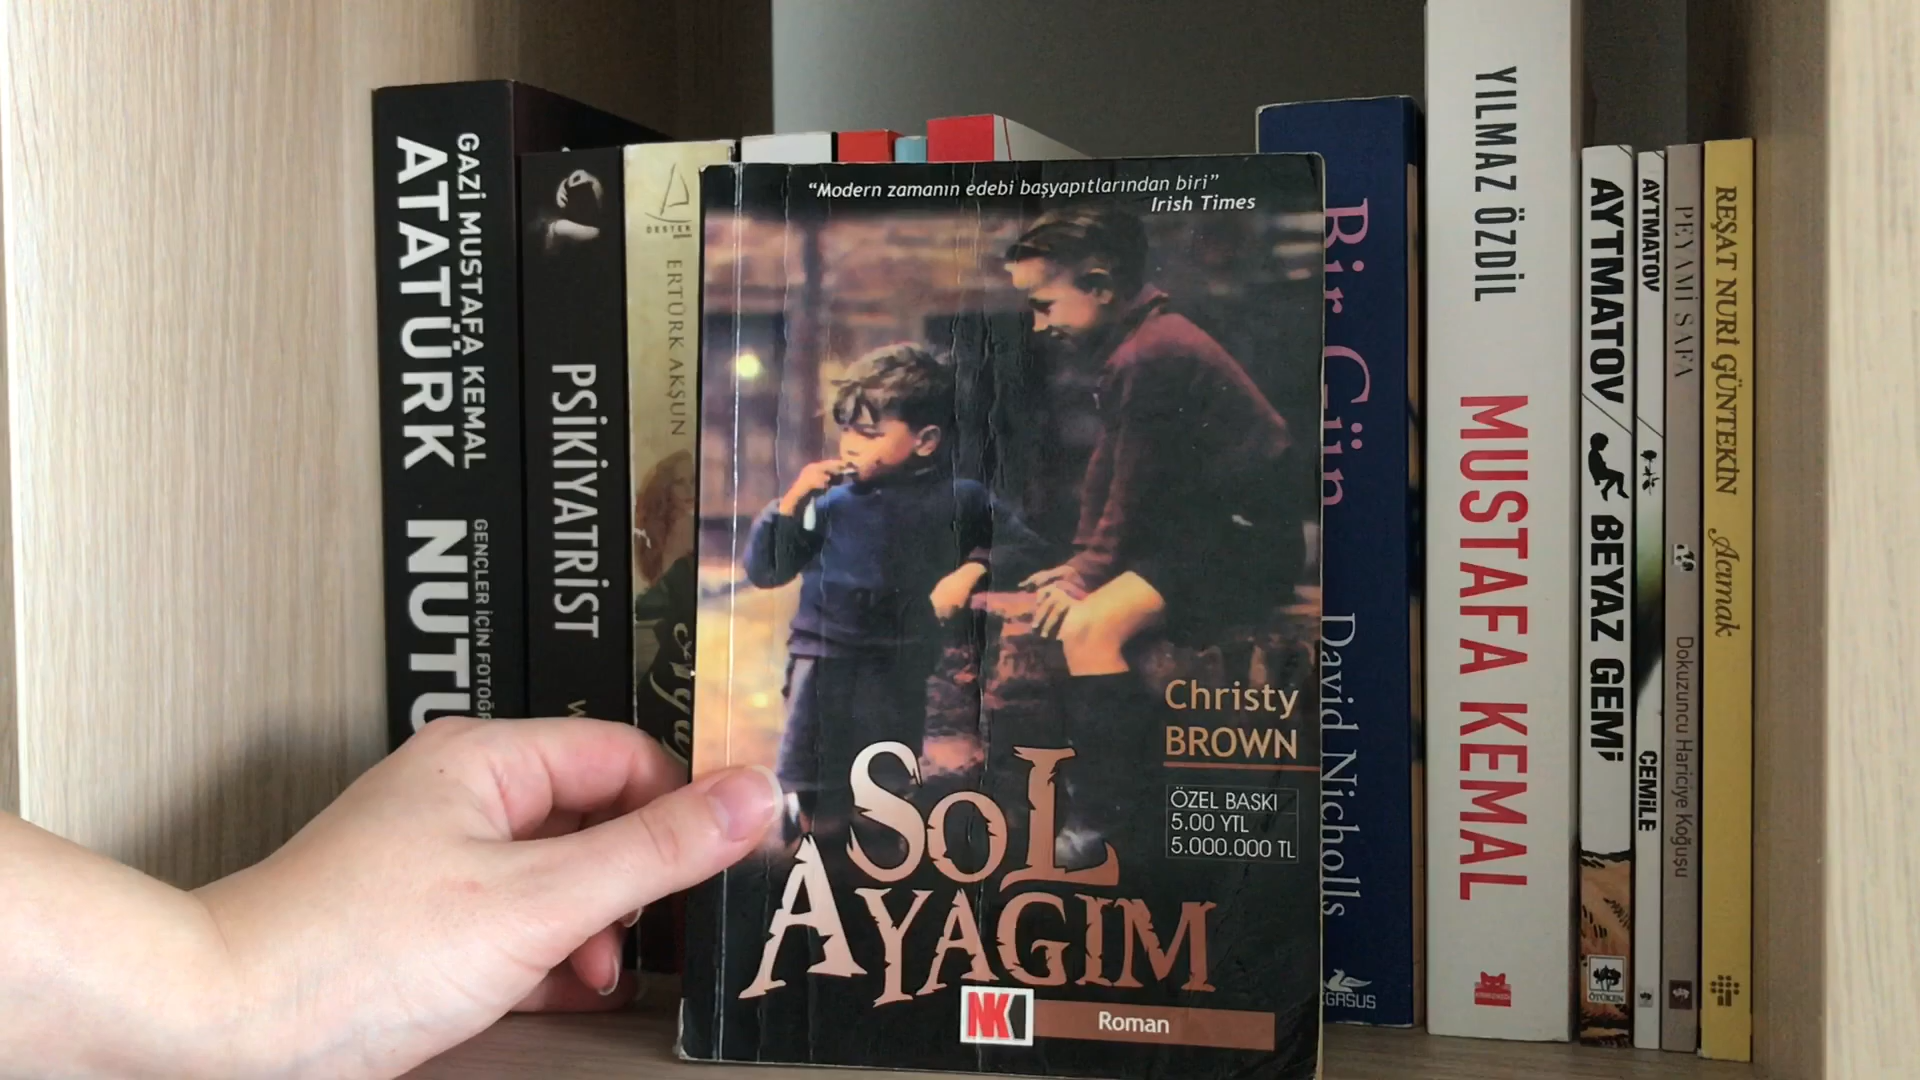 GAZİ MUSTAFA KEMAL
ATATÜRK
GENÇLER İÇİN
PSİKİYATRİST
DESTEK
ERTÜRK AKŞUN
“Modern zamanın edebi başyapıtlarından biri”
Irish Times
Christy
BROWN
ÖZEL BASKI
5.00 YTL
5.000.000 TL
SOL
AYAGIM
NK
Roman
Bir Gün
David Nicholls
YILMAZ ÖZDİL
MUSTAFA KEMAL
AYTMATOV
BEYAZ GEMİ
ÖTÜKEN
AYTMATOV
CEMİLE
PEYAMİ SAFA
Dokuzuncu Hariciye Koğuşu
REŞAT NURİ GÜNTEKİN
Acımak